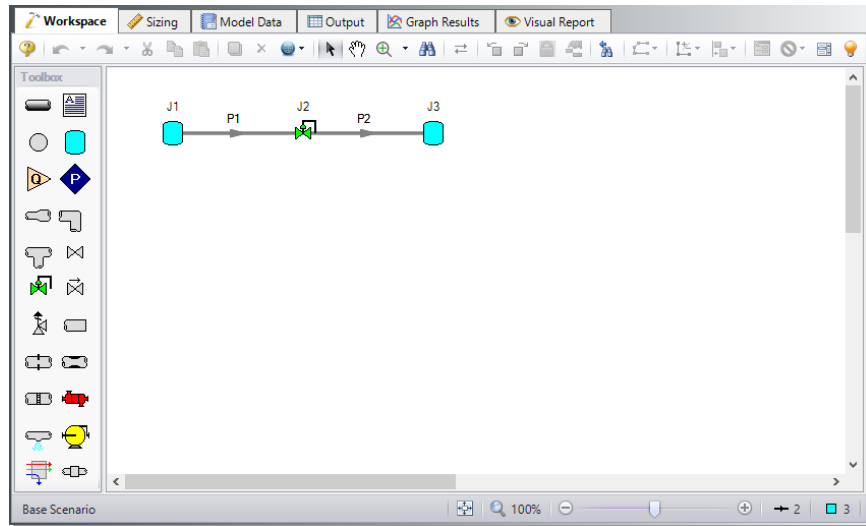 Workspace Sizing Model Data Output Graph Results Visual Report
Toolbox
A
J1 J2 J3
P1 P2
Q P
Base Scenario 100% 2 3